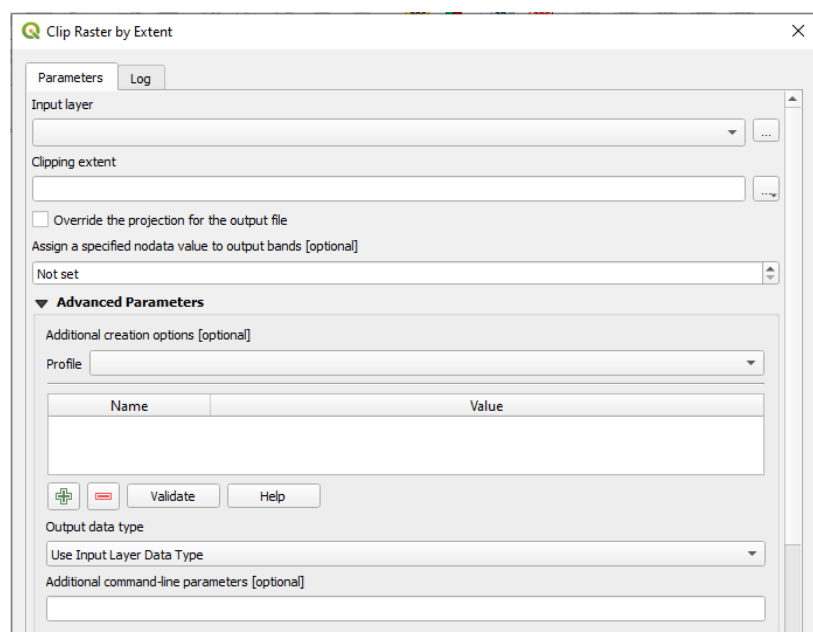 Clip Raster by Extent
Parameters Log
Input layer
...
Clipping extent
...
Override the projection for the output file
Assign a specified nodata value to output bands [optional]
Not set
Advanced Parameters
Additional creation options [optional]
Profile
Name Value
Validate Help
Output data type
Use Input Layer Data Type
Additional command-line parameters [optional]